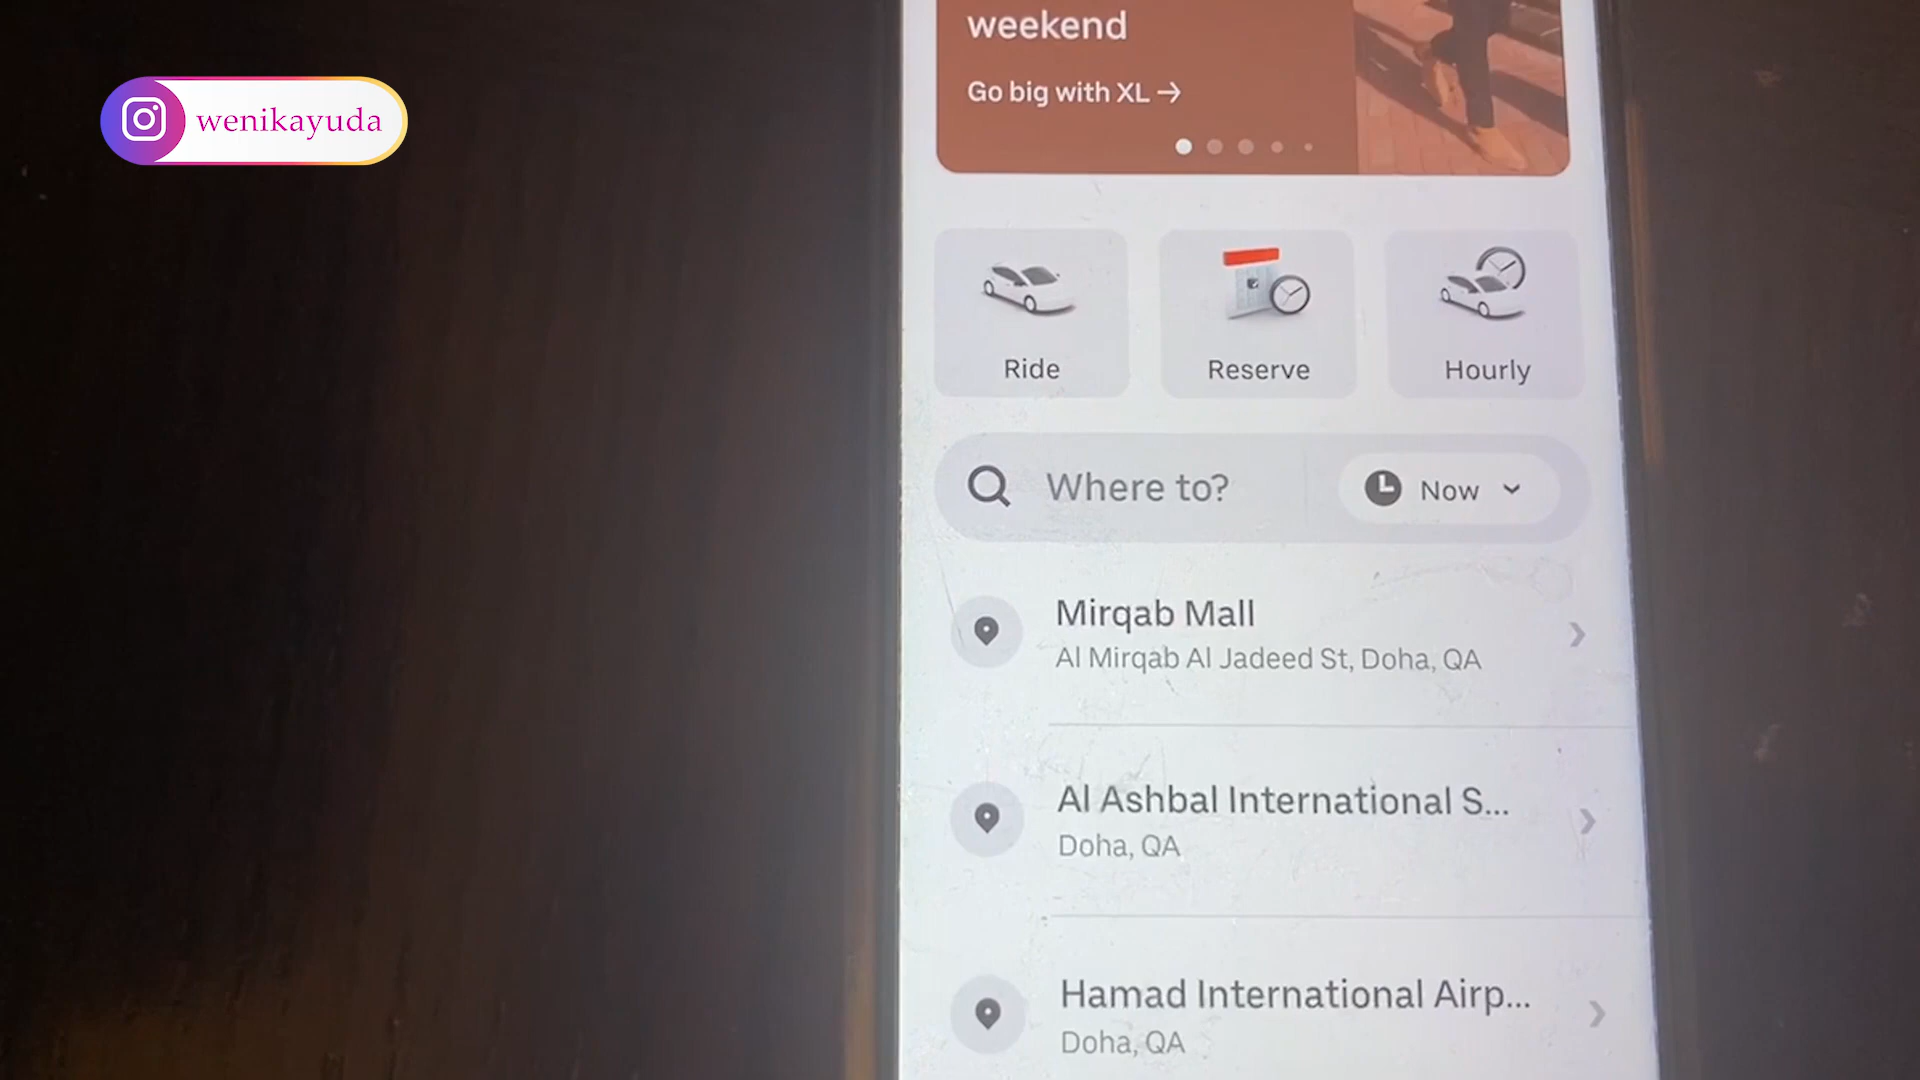 wenikayuda
weekend
Go big with XL →
Ride
Reserve
Hourly
Where to?
Now
Mirqab Mall
Al Mirqab Al Jadeed St, Doha, QA
Al Ashbal International S...
Doha, QA
Hamad International Airp...
Doha, QA